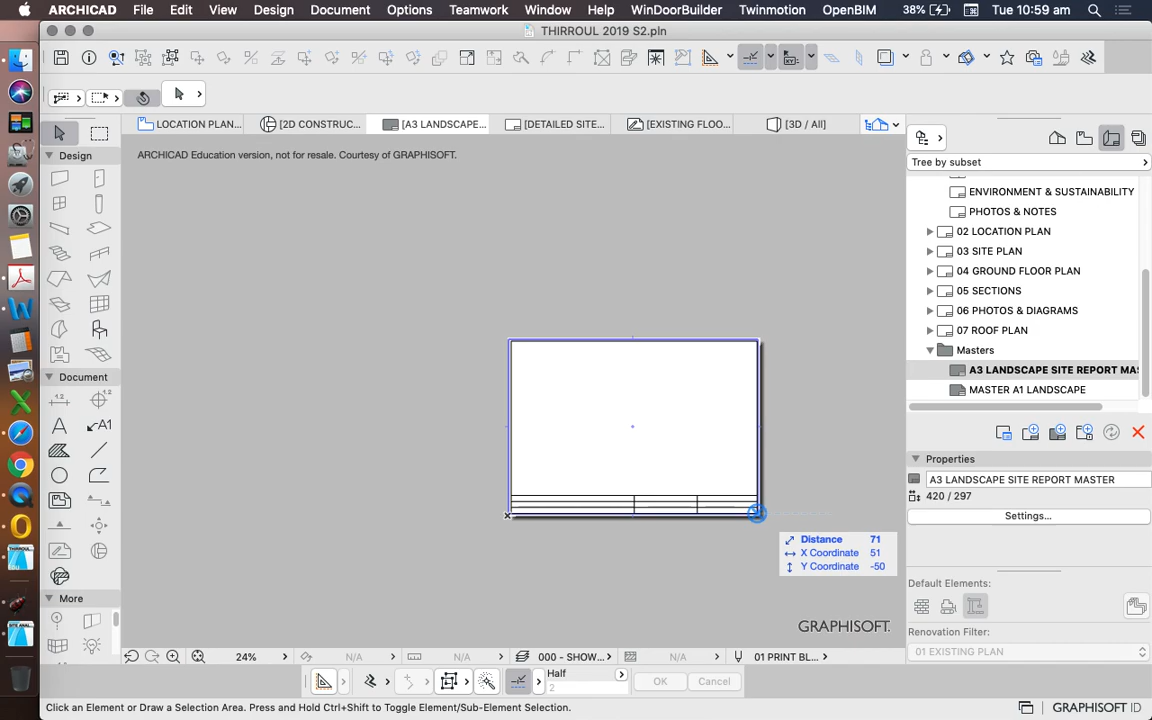 ARCHICAD File Edit View Design Document Options Teamwork Window Help WinDoorBuilder Twinmotion OpenBIM 38% Tue 10:59 am
THIRROUL 2019 S2.pln
LOCATION PLAN... [2D CONSTRUC... [A3 LANDSCAPE... [DETAILED SITE... [EXISTING FLOO... [3D / All]
ARCHICAD Education version, not for resale. Courtesy of GRAPHISOFT.
Design
Document
A1
More
Tree by subset
ENVIRONMENT & SUSTAINABILITY
PHOTOS & NOTES
02 LOCATION PLAN
03 SITE PLAN
04 GROUND FLOOR PLAN
05 SECTIONS
06 PHOTOS & DIAGRAMS
07 ROOF PLAN
Masters
A3 LANDSCAPE SITE REPORT MAS
MASTER A1 LANDSCAPE
Properties
A3 LANDSCAPE SITE REPORT MASTER
420 / 297
Settings...
Default Elements:
Renovation Filter:
01 EXISTING PLAN
Distance 71
X Coordinate 51
Y Coordinate -50
GRAPHISOFT.
24% N/A N/A 000 - SHOW... N/A 01 PRINT BL...
Half
2
OK Cancel
Click an Element or Draw a Selection Area. Press and Hold Ctrl+Shift to Toggle Element/Sub-Element Selection.
GRAPHISOFT ID